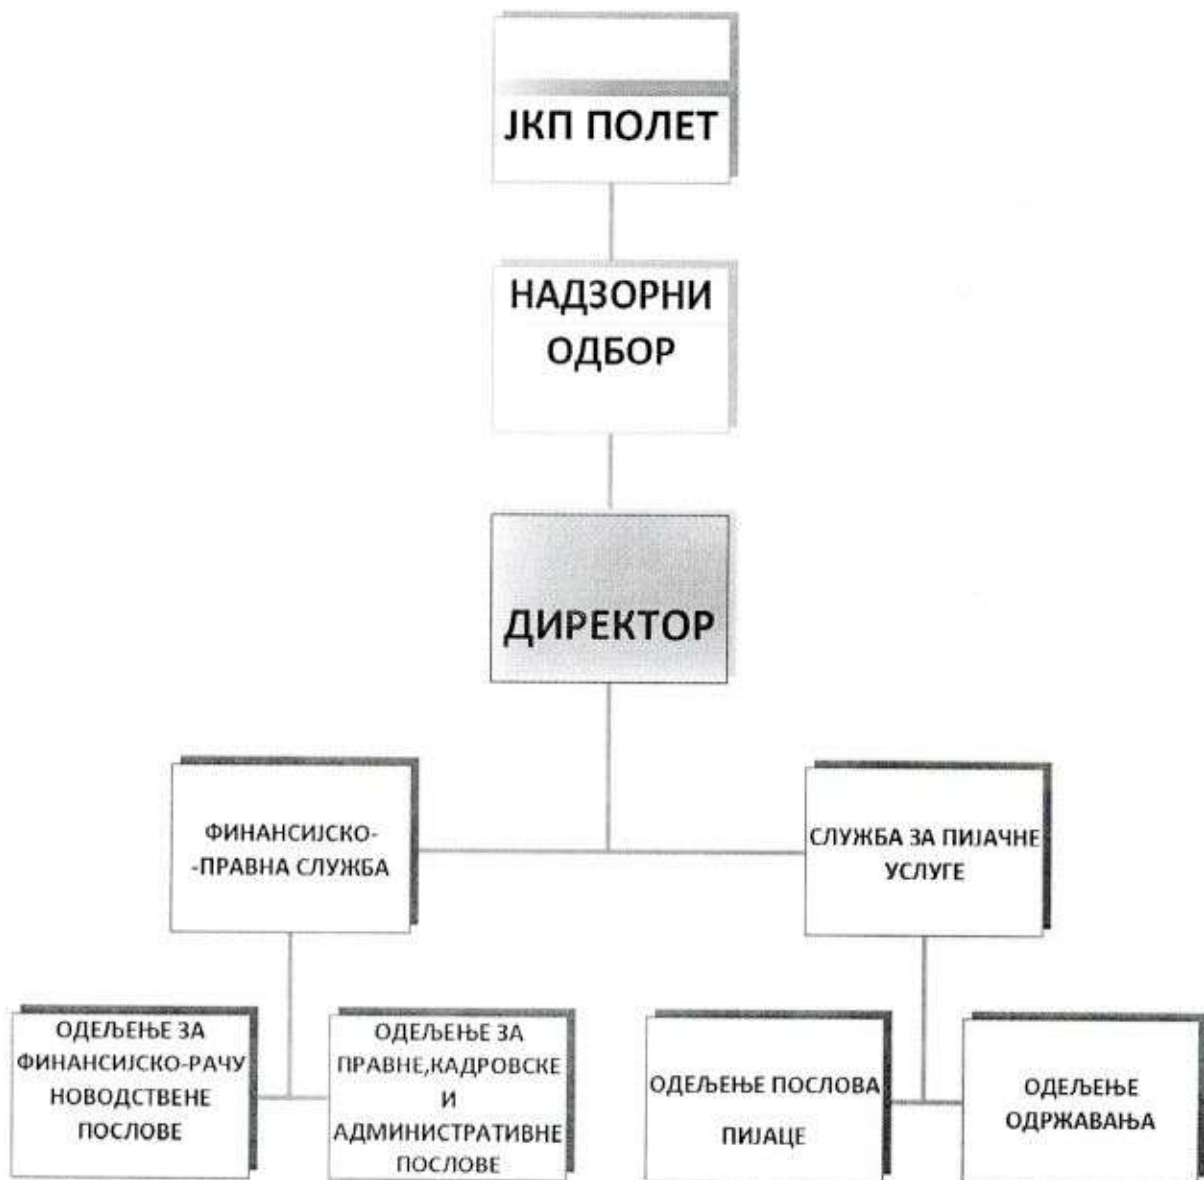 ЈКП ПОЛЕТ
НАДЗОРНИ
ОДБОР
ДИРЕКТОР
ФИНАНСИЈСКО-
-ПРАВНА СЛУЖБА
СЛУЖБА ЗА ПИЈАЧНЕ
УСЛУГЕ
ОДЕЉЕЊЕ ЗА
ФИНАНСИЈСКО-РАЧУ
НОВОДСТВЕНЕ
ПОСЛОВЕ
ОДЕЉЕЊЕ ЗА
ПРАВНЕ,КАДРОВСКЕ
И
АДМИНИСТРАТИВНЕ
ПОСЛОВЕ
ОДЕЉЕЊЕ ПОСЛОВА
ПИЈАЦЕ
ОДЕЉЕЊЕ
ОДРЖАВАЊА